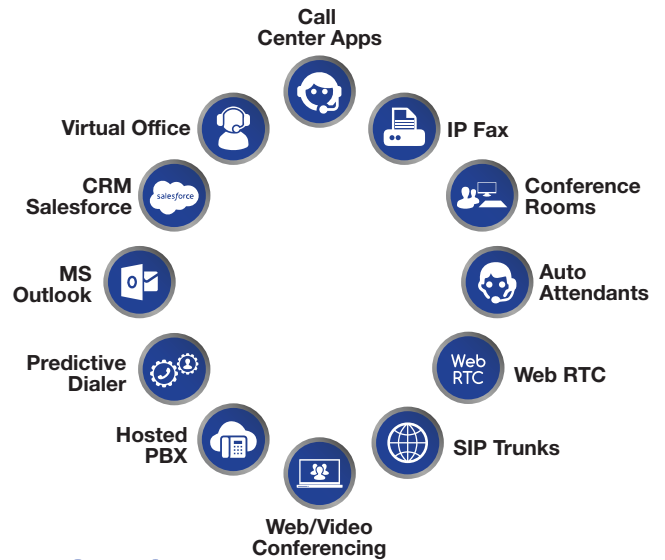 Call
Center Apps
IP Fax
Conference
Rooms
Auto
Attendants
Web
RTC
Web RTC
SIP Trunks
Web/Video
Conferencing
Hosted
PBX
Predictive
Dialer
MS
Outlook
CRM
Salesforce
salesforce
Virtual Office